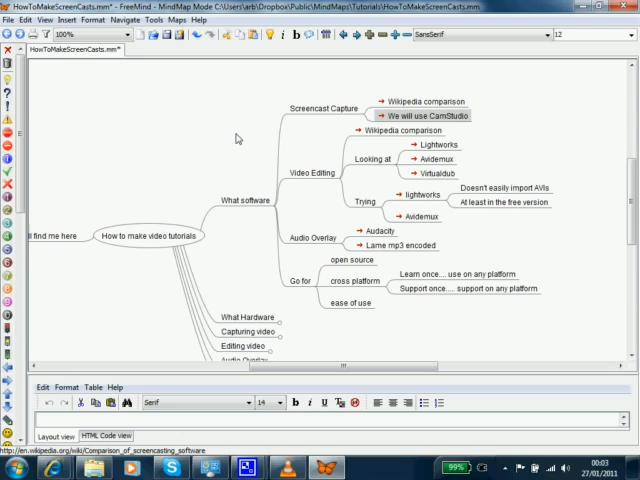 HowToMakeScreenCasts.mm* - FreeMind - MindMap Mode C:\Users\arb\Dropbox\Public\MindMaps\Tutorials\HowToMakeScreenCasts.mm
File Edit View Insert Format Navigate Tools Maps Help
100%
SansSerif
12
HowToMakeScreenCasts.mm*
Screencast Capture
Wikipedia comparison
We will use CamStudio
Wikipedia comparison
Video Editing
Looking at
Lightworks
Avidemux
Virtualdub
Trying
lightworks
Doesn't easily import AVIs
At least in the free version
Avidemux
What software
Audio Overlay
Audacity
Lame mp3 encoded
ll find me here
How to make video tutorials
Go for
open source
cross platform
Learn once.... use on any platform
Support once.... support on any platform
ease of use
What Hardware
Capturing video
Editing video
Audio Overlay
Edit Format Table Help
Serif
14
b i U
Layout view
HTML Code view
http://en.wikipedia.org/wiki/Comparison_of_screencasting_software
99%
00:03
27/01/2011